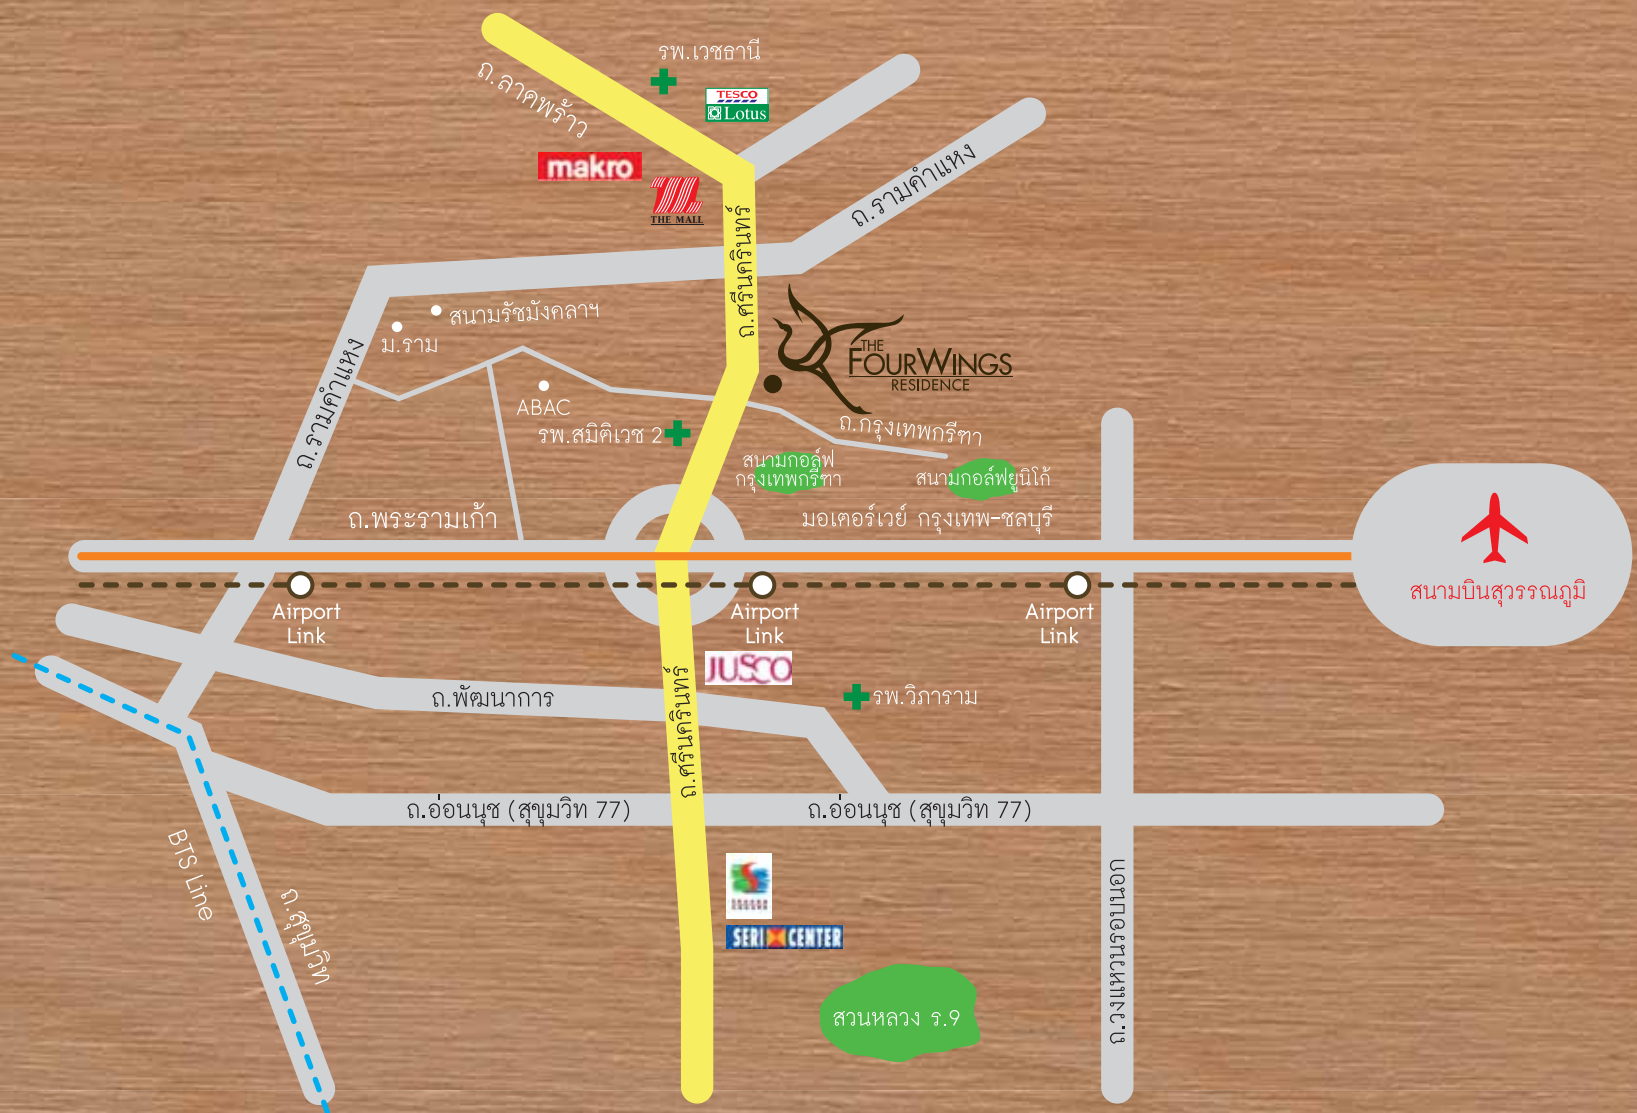 รพ.เวชธานี
ถ.ลาดพร้าว
TESCO
Lotus
makro
THE MALL
ถ.รามคำแหง
ถ.ศรีนครินทร์
สนามรัชมังคลาฯ
ม.ราม
THE
FOURWINGS
RESIDENCE
ถ.รามคำแหง
ABAC
รพ.สมิติเวช 2
ถ.กรุงเทพกรีฑา
สนามกอล์ฟ
กรุงเทพกรีฑา
สนามกอล์ฟยูนิโก้
ถ.พระรามเก้า
มอเตอร์เวย์ กรุงเทพ-ชลบุรี
สนามบินสุวรรณภูมิ
Airport
Link
Airport
Link
Airport
Link
JUSCO
ถ.พัฒนาการ
ถ.ศรีนครินทร์
รพ.วิภาราม
ถ.อ่อนนุช (สุขุมวิท 77)
ถ.อ่อนนุช (สุขุมวิท 77)
BTS Line
ถ.สุขุมวิท
SERI CENTER
ถ.วงแหวนรอบนอก
สวนหลวง ร.9